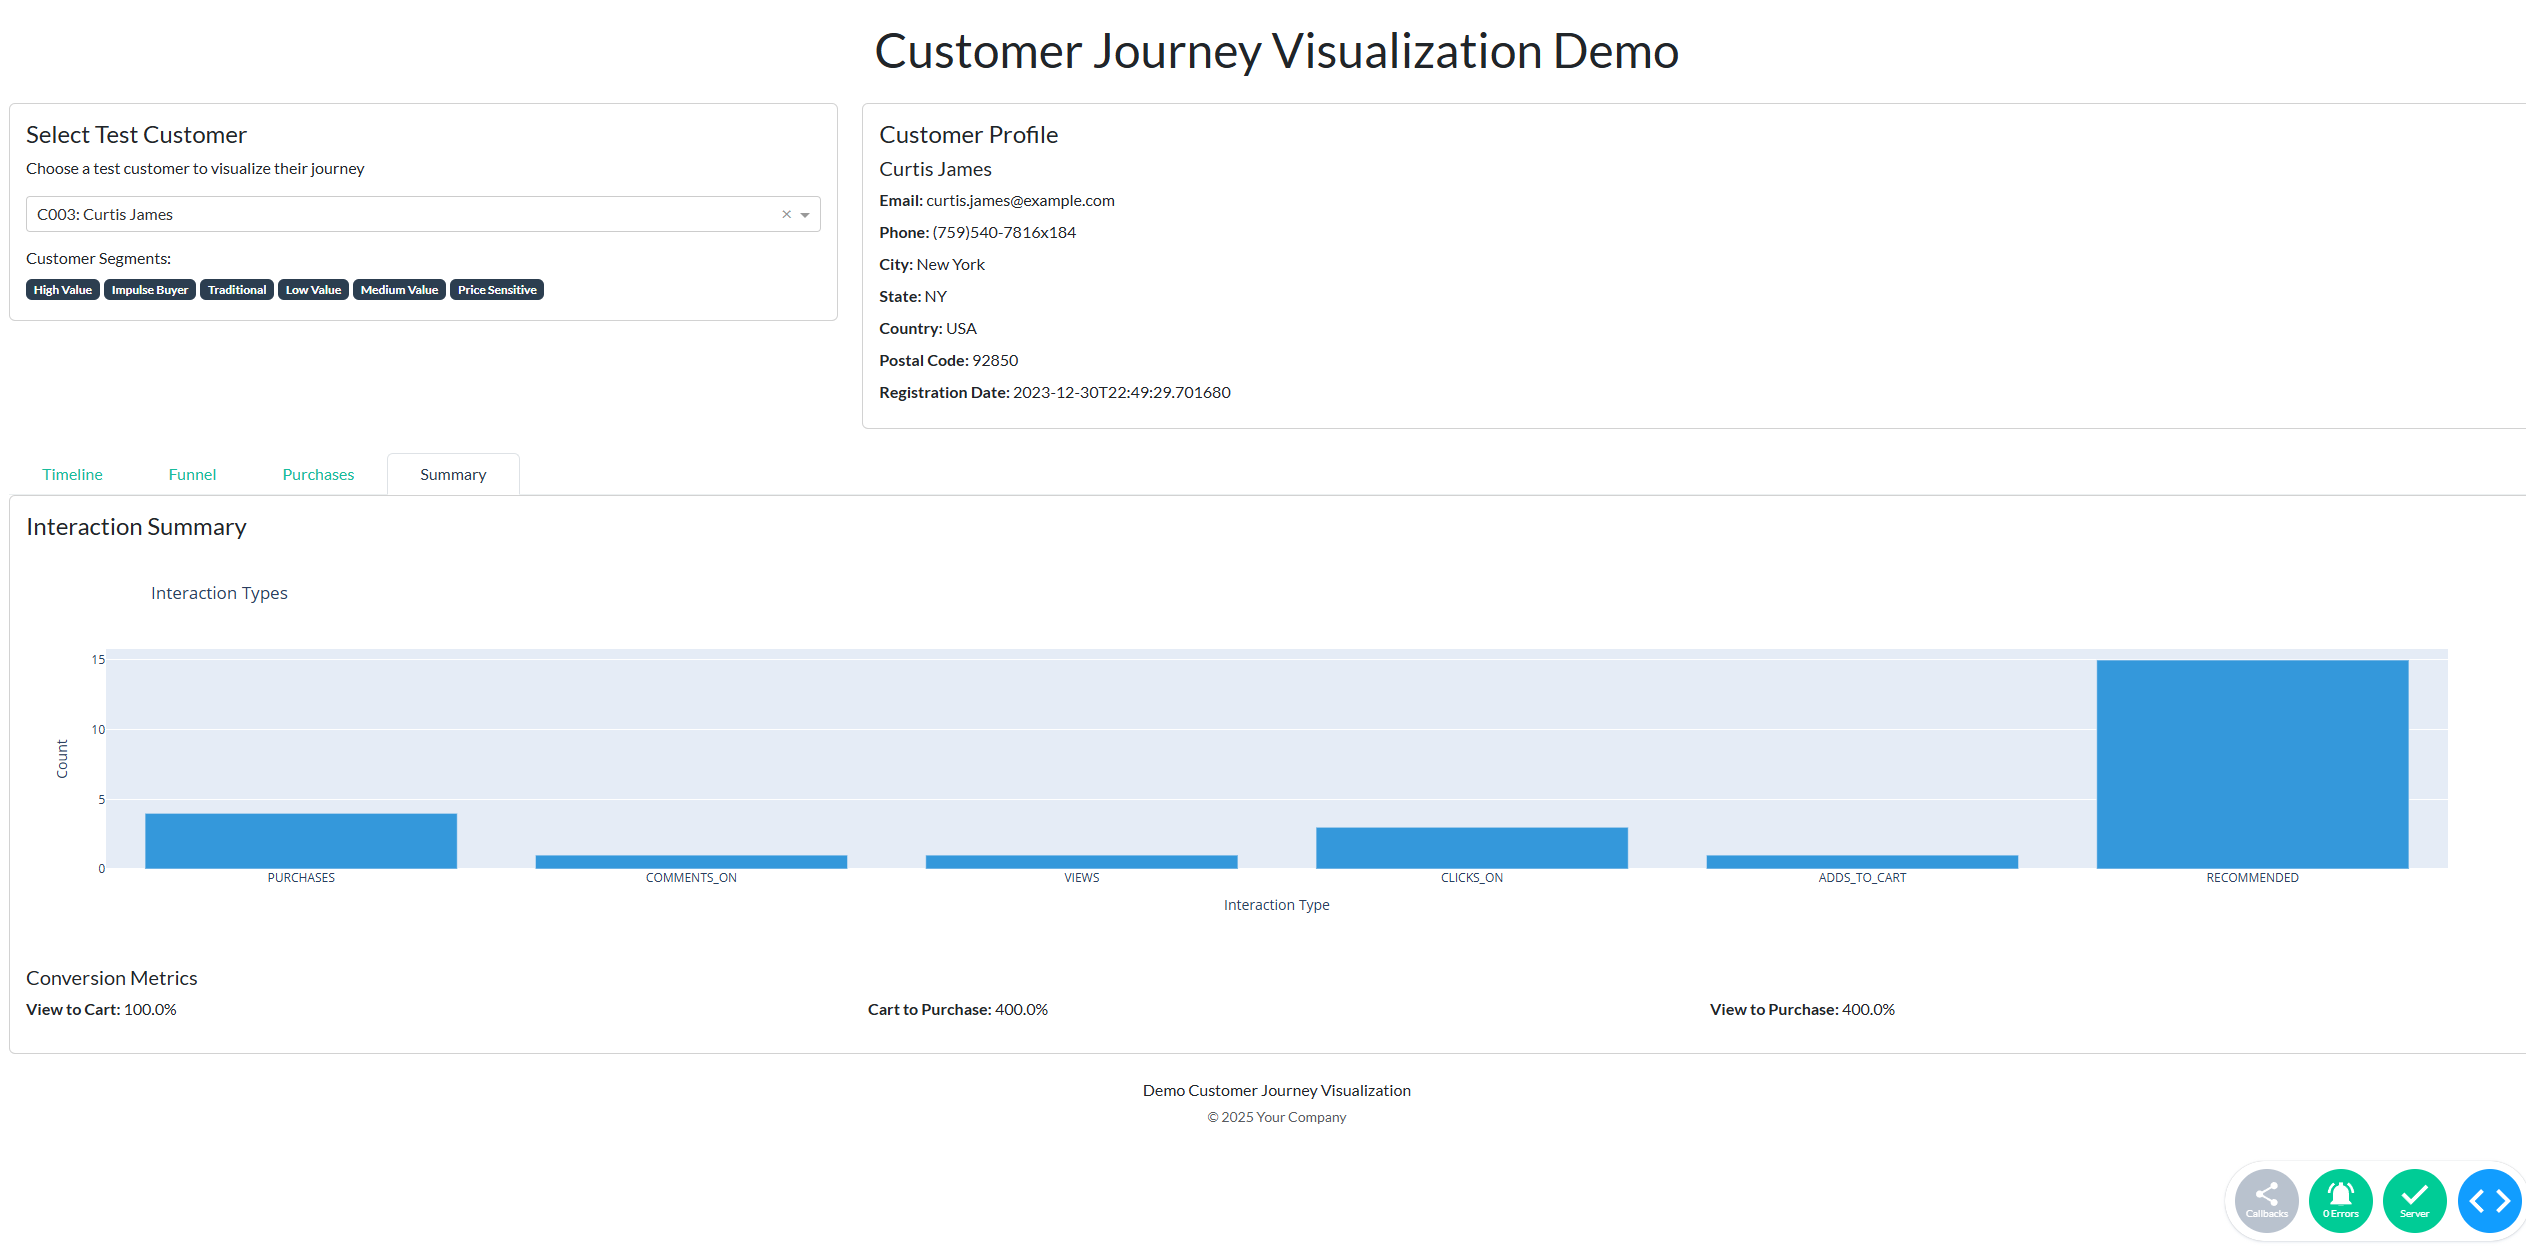 Customer Journey Visualization Demo
Select Test Customer
Choose a test customer to visualize their journey
C003: Curtis James
Customer Segments:
High Value Impulse Buyer Traditional Low Value Medium Value Price Sensitive
Customer Profile
Curtis James
Email: curtis.james@example.com
Phone: (759)540-7816x184
City: New York
State: NY
Country: USA
Postal Code: 92850
Registration Date: 2023-12-30T22:49:29.701680
Timeline Funnel Purchases Summary
Interaction Summary
Interaction Types
15
10
5
0
Count
PURCHASES COMMENTS_ON VIEWS CLICKS_ON ADDS_TO_CART RECOMMENDED
Interaction Type
Conversion Metrics
View to Cart: 100.0% Cart to Purchase: 400.0% View to Purchase: 400.0%
Demo Customer Journey Visualization
© 2025 Your Company
Callbacks 0 Errors Server